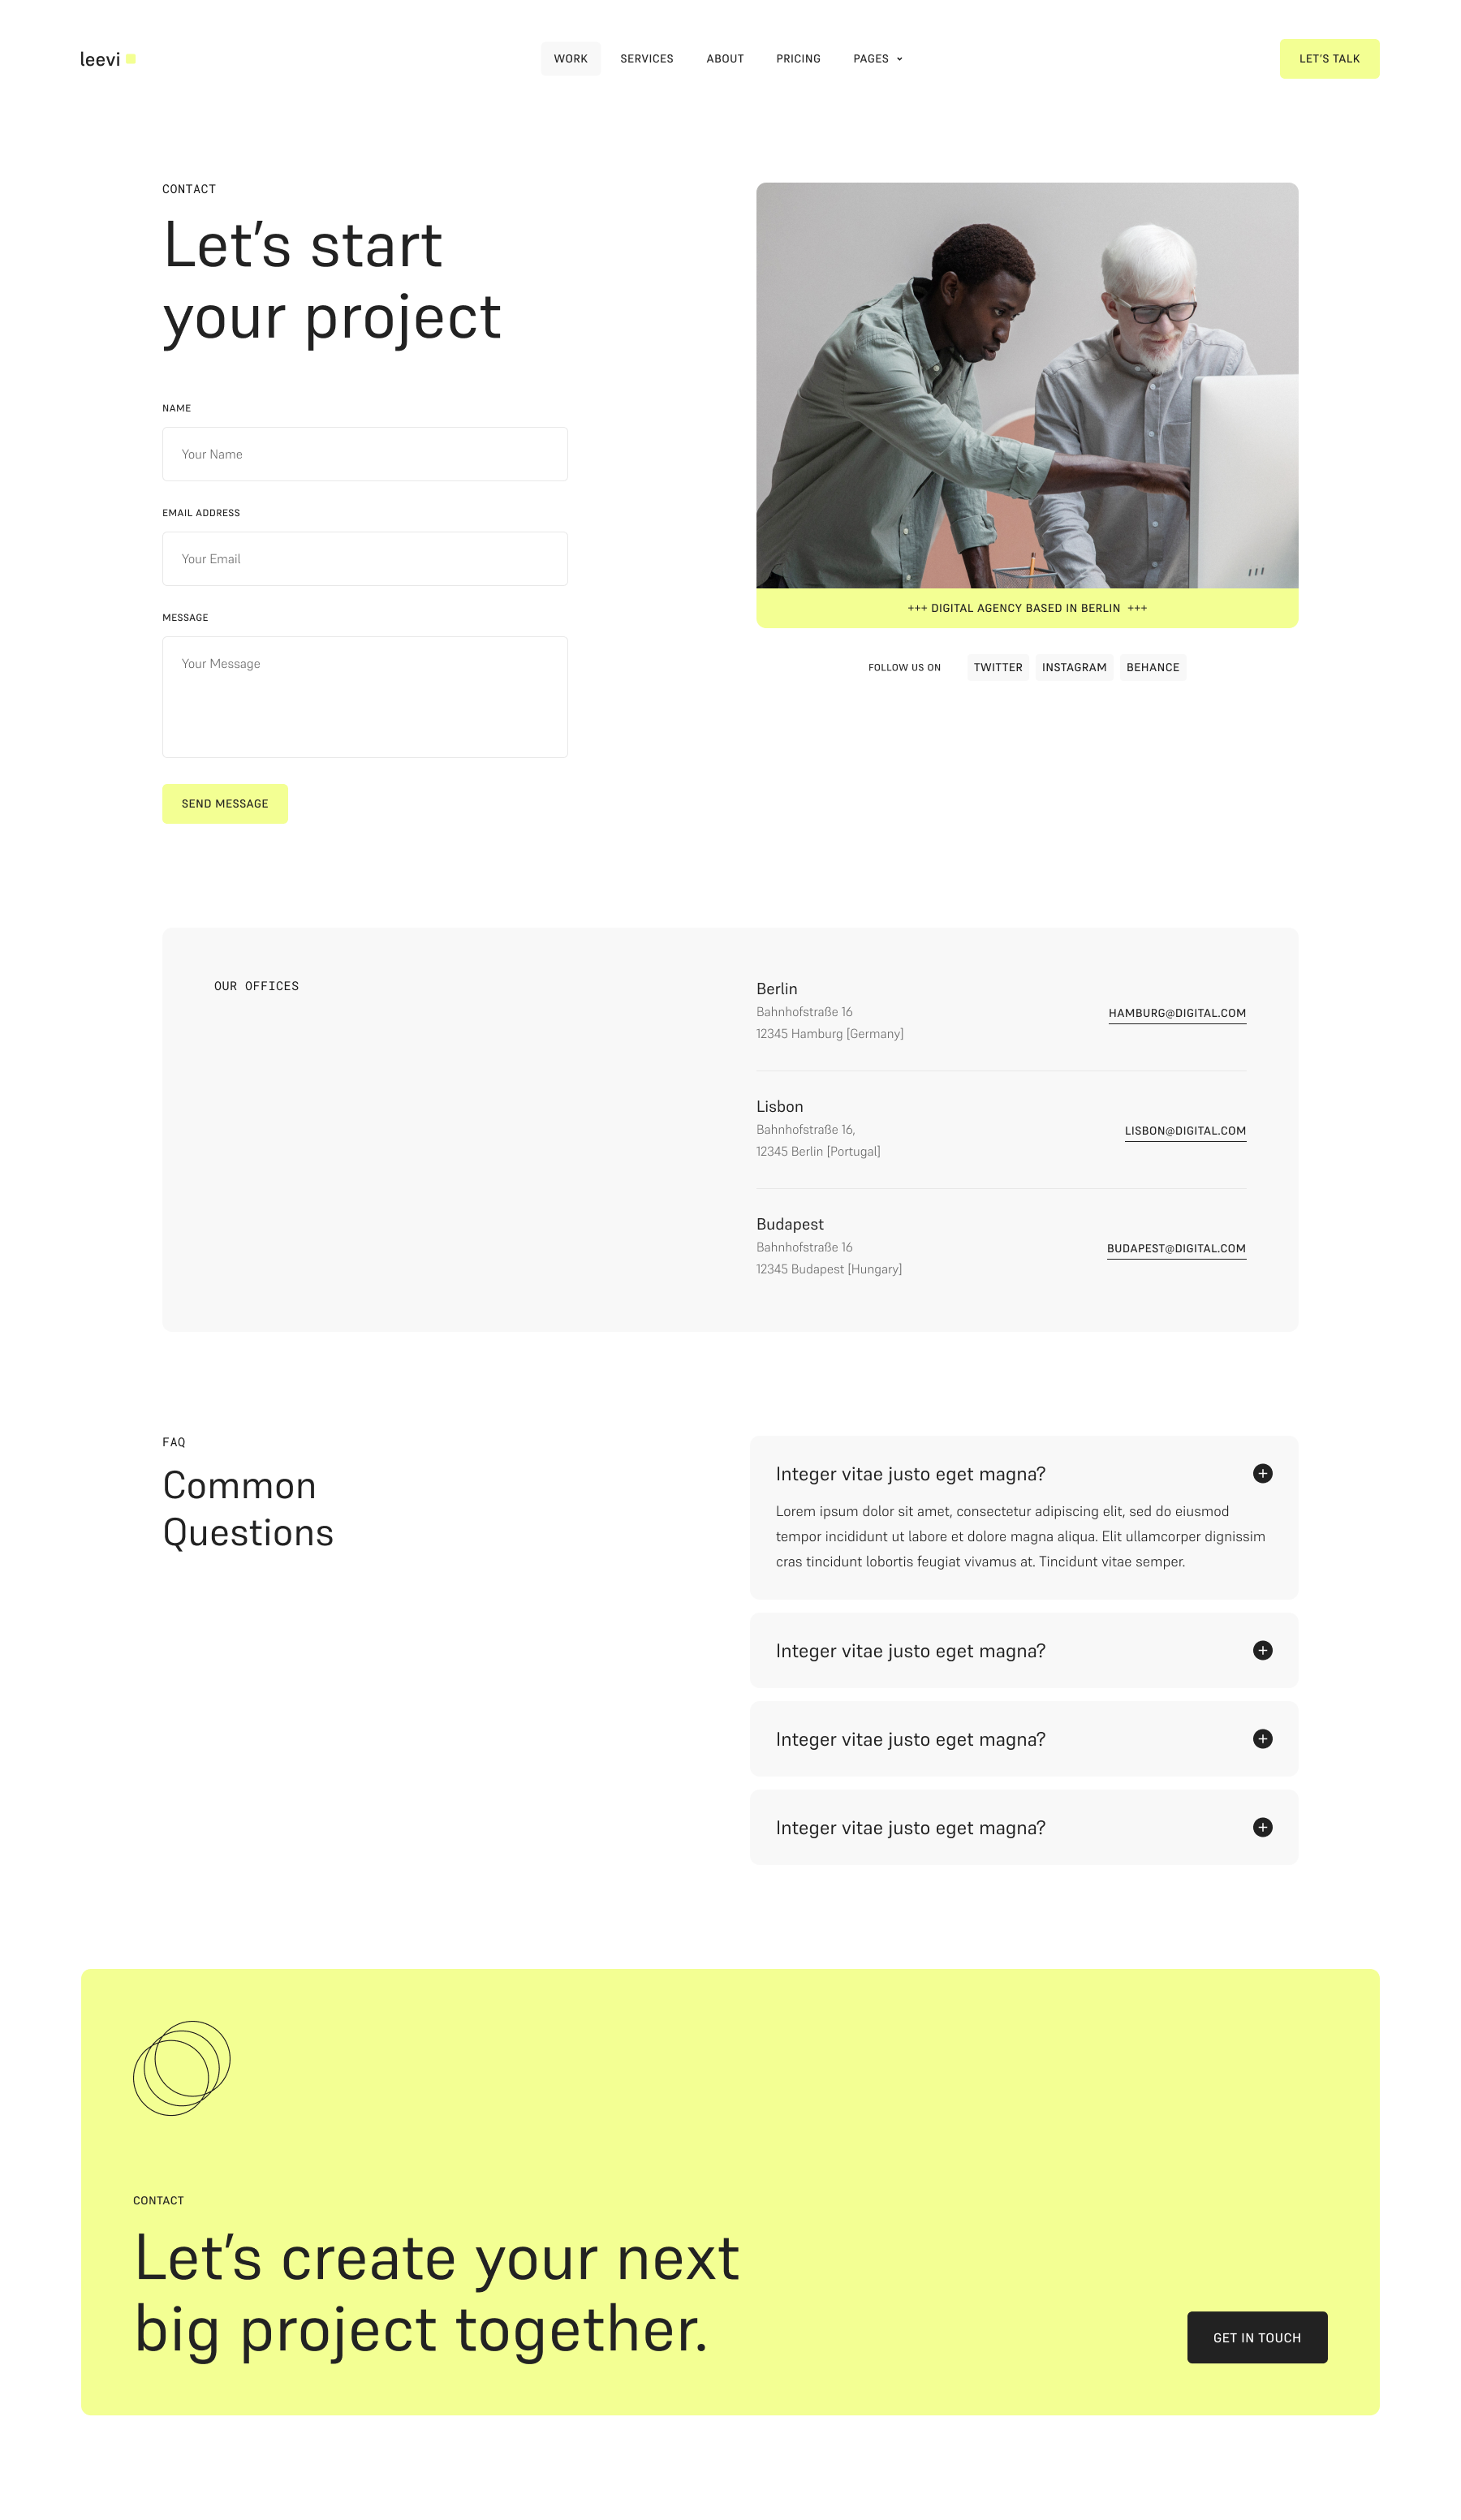 leevi
WORK
SERVICES
ABOUT
PRICING
PAGES
LET'S TALK
CONTACT
Let's start
your project
NAME
Your Name
EMAIL ADDRESS
Your Email
MESSAGE
Your Message
SEND MESSAGE
+++ DIGITAL AGENCY BASED IN BERLIN +++
FOLLOW US ON
TWITTER
INSTAGRAM
BEHANCE
OUR OFFICES
Berlin
Bahnhofstraße 16
12345 Hamburg [Germany]
HAMBURG@DIGITAL.COM
Lisbon
Bahnhofstraße 16,
12345 Berlin [Portugal]
LISBON@DIGITAL.COM
Budapest
Bahnhofstraße 16
12345 Budapest [Hungary]
BUDAPEST@DIGITAL.COM
FAQ
Common
Questions
Integer vitae justo eget magna?
Lorem ipsum dolor sit amet, consectetur adipiscing elit, sed do eiusmod
tempor incididunt ut labore et dolore magna aliqua. Elit ullamcorper dignissim
cras tincidunt lobortis feugiat vivamus at. Tincidunt vitae semper.
Integer vitae justo eget magna?
Integer vitae justo eget magna?
Integer vitae justo eget magna?
CONTACT
Let's create your next
big project together.
GET IN TOUCH